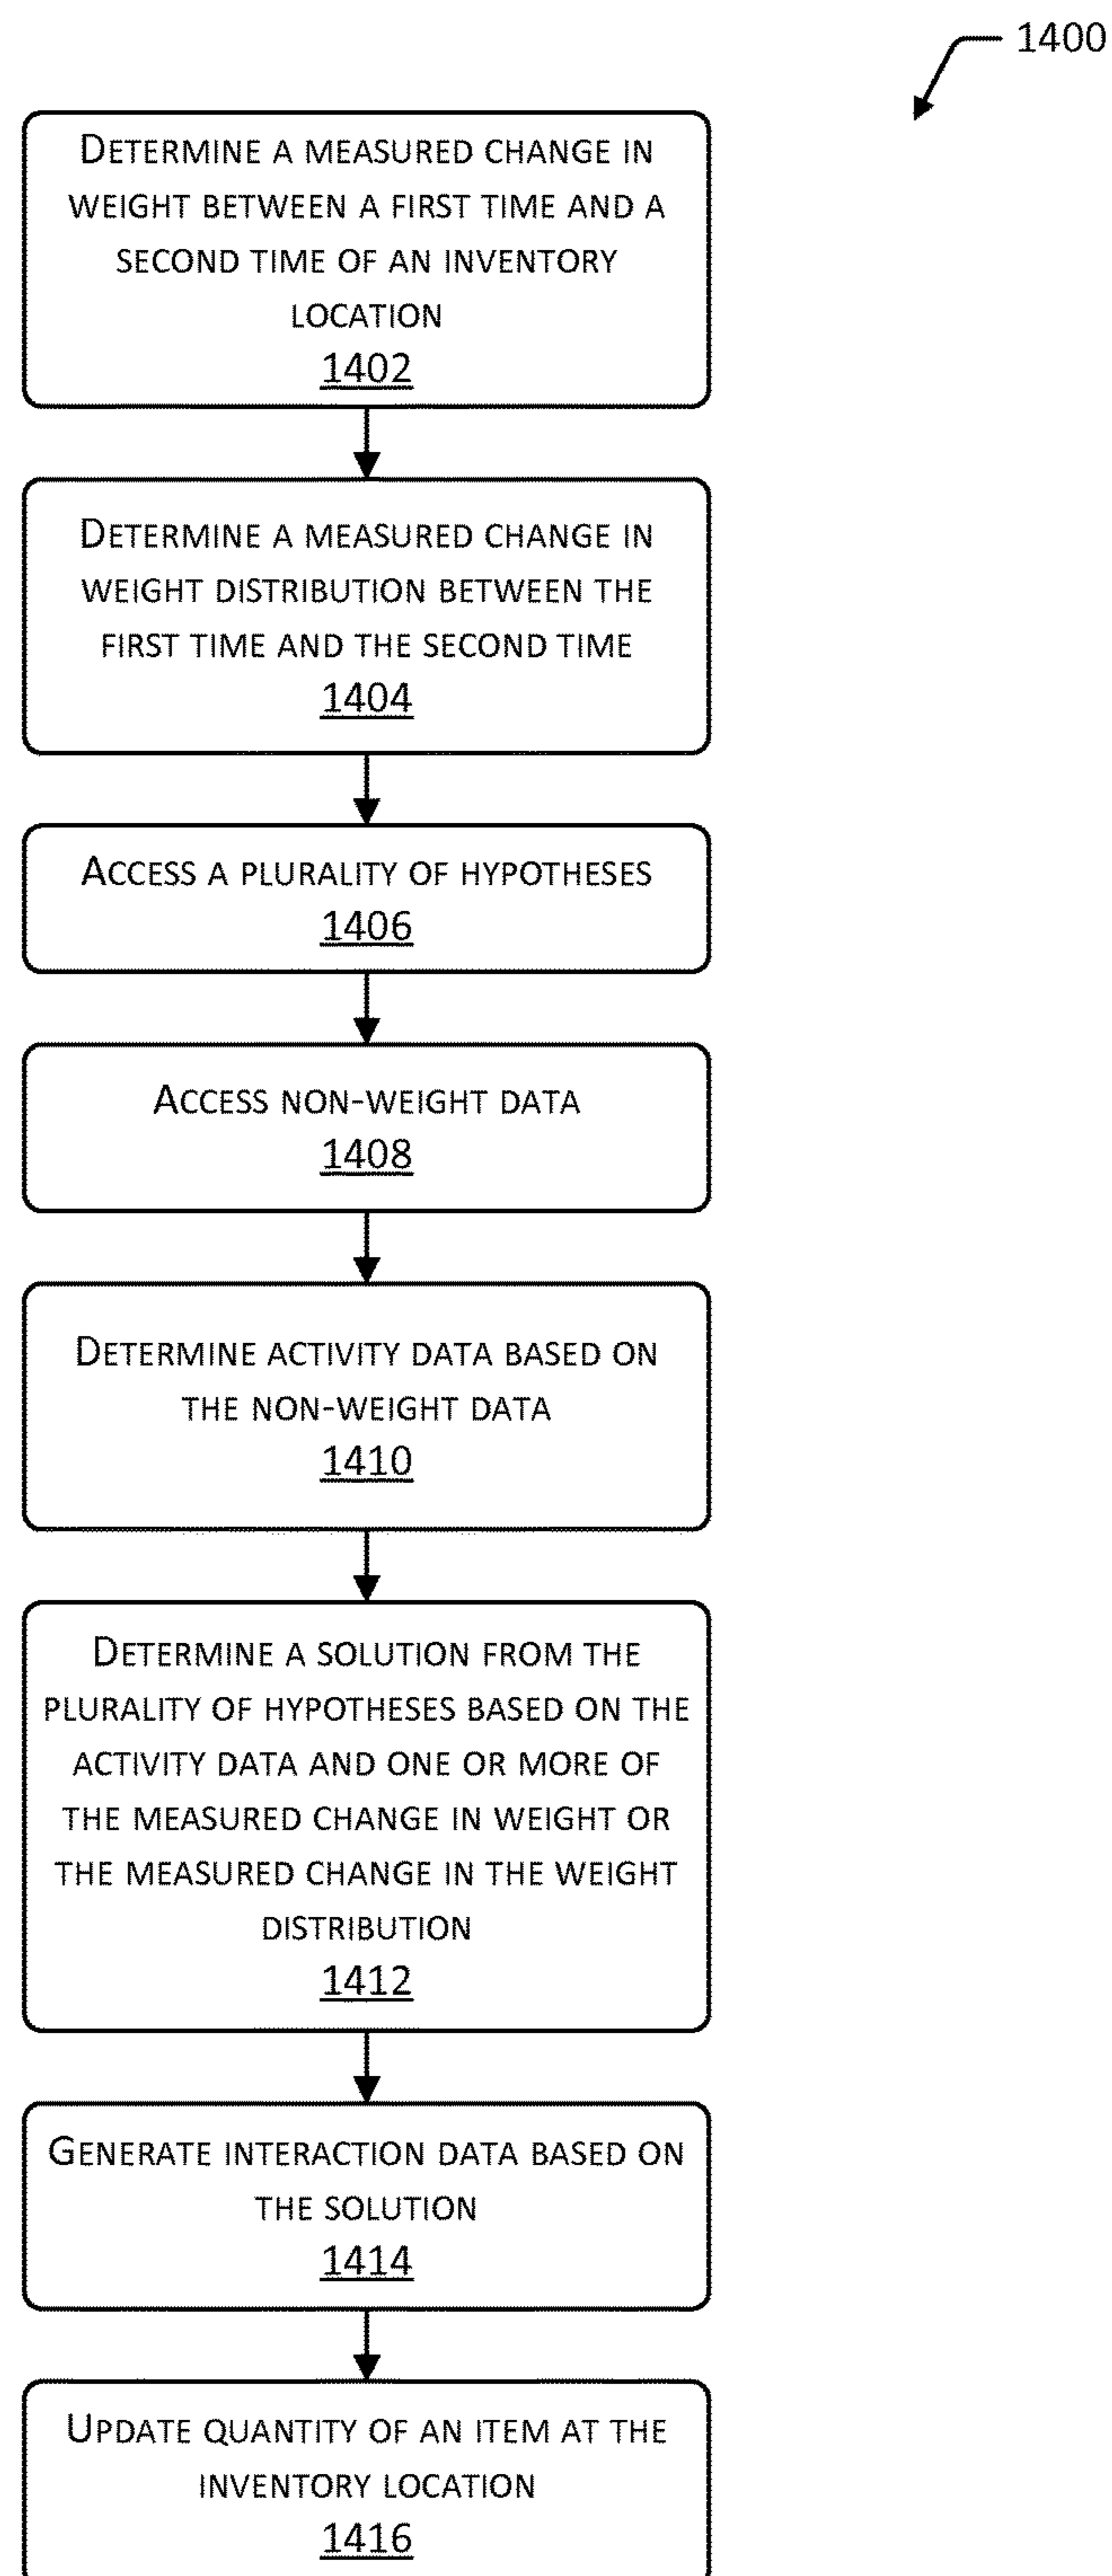 1400
DETERMINE A MEASURED CHANGE IN
WEIGHT BETWEEN A FIRST TIME AND A
SECOND TIME OF AN INVENTORY
LOCATION
1402
DETERMINE A MEASURED CHANGE IN
WEIGHT DISTRIBUTION BETWEEN THE
FIRST TIME AND THE SECOND TIME
1404
ACCESS A PLURALITY OF HYPOTHESES
1406
ACCESS NON-WEIGHT DATA
1408
DETERMINE ACTIVITY DATA BASED ON
THE NON-WEIGHT DATA
1410
DETERMINE A SOLUTION FROM THE
PLURALITY OF HYPOTHESES BASED ON THE
ACTIVITY DATA AND ONE OR MORE OF
THE MEASURED CHANGE IN WEIGHT OR
THE MEASURED CHANGE IN THE WEIGHT
DISTRIBUTION
1412
GENERATE INTERACTION DATA BASED ON
THE SOLUTION
1414
UPDATE QUANTITY OF AN ITEM AT THE
INVENTORY LOCATION
1416